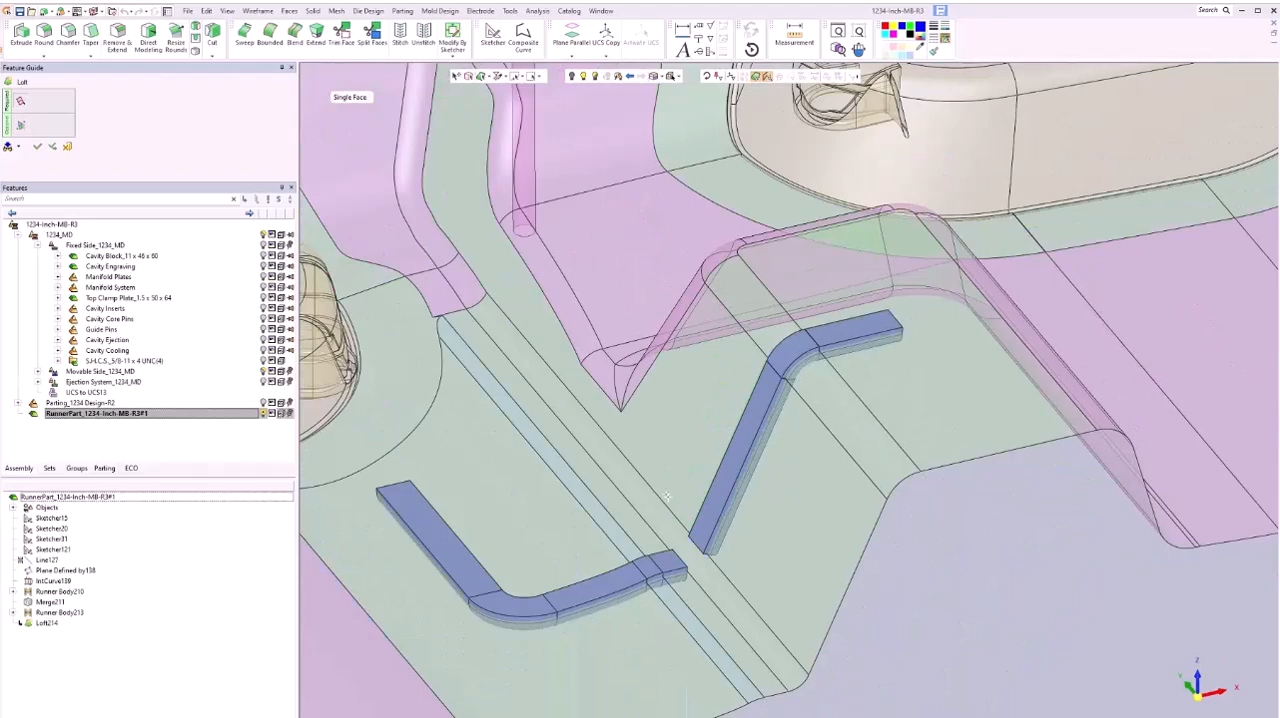 File Edit View Wireframe Faces Solid Mesh Die Design Parting Mold Design Electrode Tools Analysis Catalog Window
1234-Inch-MB-R3
Search
Extrude Round Chamfer Taper Remove & Extend Direct Modeling Resize Rounds Cut Bounded Blend Extend Trim Face Split Faces Stitch Unstitch Modify By Sketcher Sketcher Composite Curve Plane Parallel UCS Copy Activate UCS Measurement
Feature Guide
Loft
Required
Optional
Single Face
Features
Search
1234-Inch-MB-R3
1234_MD
Fixed Side_1234_MD
Cavity Block_11 x 46 x 60
Cavity Engraving
Manifold Plates
Manifold System
Top Clamp Plate_1.5 x 50 x 64
Cavity Inserts
Cavity Core Pins
Guide Pins
Cavity Ejection
Cavity Cooling
S.H.C.S._5/8-11 x 4 UNC(4)
Movable Side_1234_MD
Ejection System_1234_MD
UCS to UCS13
Parting_1234 Design-R2
RunnerPart_1234-Inch-MB-R3#1
Assembly Sets Groups Parting ECO
RunnerPart_1234-Inch-MB-R3#1
Objects
Sketcher15
Sketcher20
Sketcher31
Sketcher121
Line127
Plane Defined by138
IntCurve139
Runner Body210
Merge211
Runner Body213
Loft214
Z
Y
X